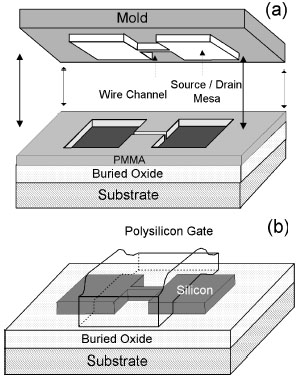 (a)
Mold
Wire Channel
Source / Drain
Mesa
PMMA
Buried Oxide
Substrate
(b)
Polysilicon Gate
Silicon
Buried Oxide
Substrate